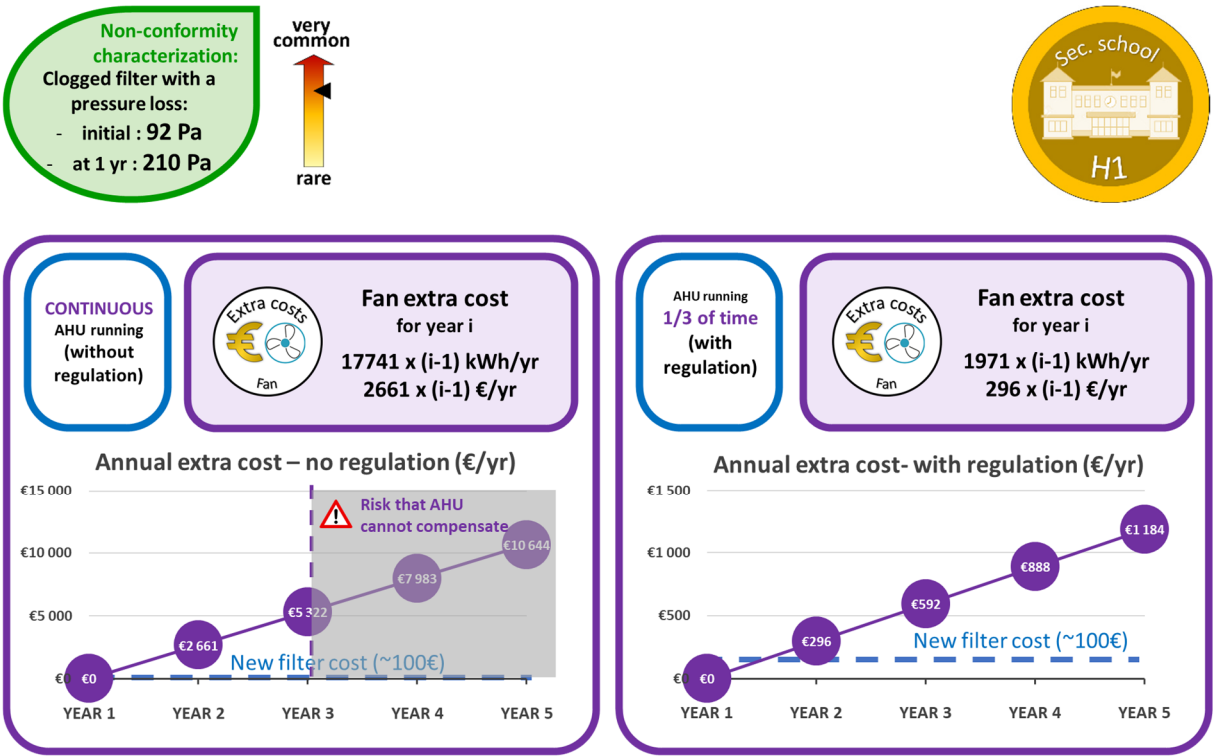 Non-conformity
characterization:
Clogged filter with a
pressure loss:
- initial : 92 Pa
- at 1 yr : 210 Pa
very
common
rare
Sec. school
H1
CONTINUOUS
AHU running
(without
regulation)
Extra costs
€
Fan
Fan extra cost
for year i
17741 x (i-1) kWh/yr
2661 x (i-1) €/yr
Annual extra cost – no regulation (€/yr)
€15 000
€10 000
€5 000
€0
!
Risk that AHU
cannot compensate
€10 644
€7 983
€5 322
€2 661
€0
New filter cost (~100€)
YEAR 1
YEAR 2
YEAR 3
YEAR 4
YEAR 5
AHU running
1/3 of time
(with
regulation)
Extra costs
€
Fan
Fan extra cost
for year i
1971 x (i-1) kWh/yr
296 x (i-1) €/yr
Annual extra cost- with regulation (€/yr)
€1 500
€1 000
€500
€0
€1 184
€888
€592
€296
€0
New filter cost (~100€)
YEAR 1
YEAR 2
YEAR 3
YEAR 4
YEAR 5